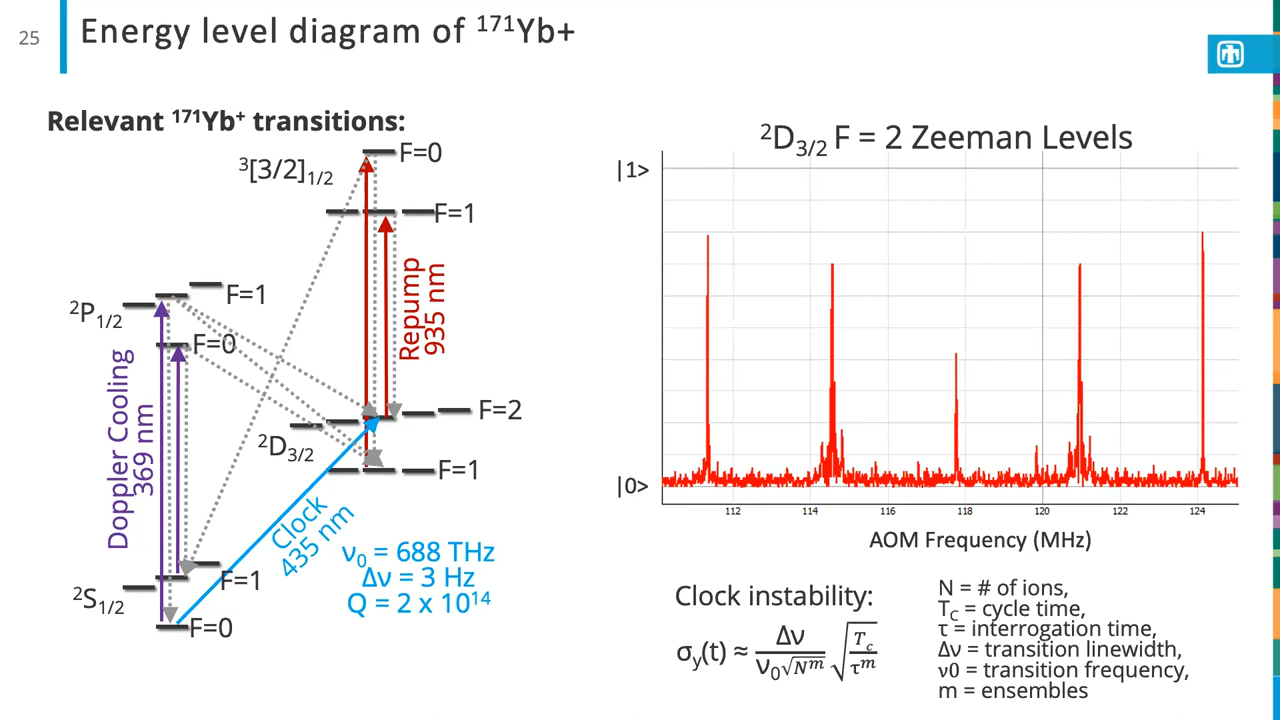 25
Energy level diagram of ¹⁷¹Yb+
Relevant ¹⁷¹Yb⁺ transitions:
³[3/2]₁/₂
F=0
F=1
Repump
935 nm
²P₁/₂
F=1
F=0
Doppler Cooling
369 nm
²D₃/₂
F=2
F=1
Clock
435 nm
ν₀ = 688 THz
Δν = 3 Hz
Q = 2 x 10¹⁴
²S₁/₂
F=1
F=0
²D₃/₂ F = 2 Zeeman Levels
|1>
|0>
112 114 116 118 120 122 124
AOM Frequency (MHz)
Clock instability:
σy(t) ≈ Δν / ν₀√Nᵐ √Tc / τᵐ
N = # of ions,
TC = cycle time,
τ = interrogation time,
Δν = transition linewidth,
ν0 = transition frequency,
m = ensembles